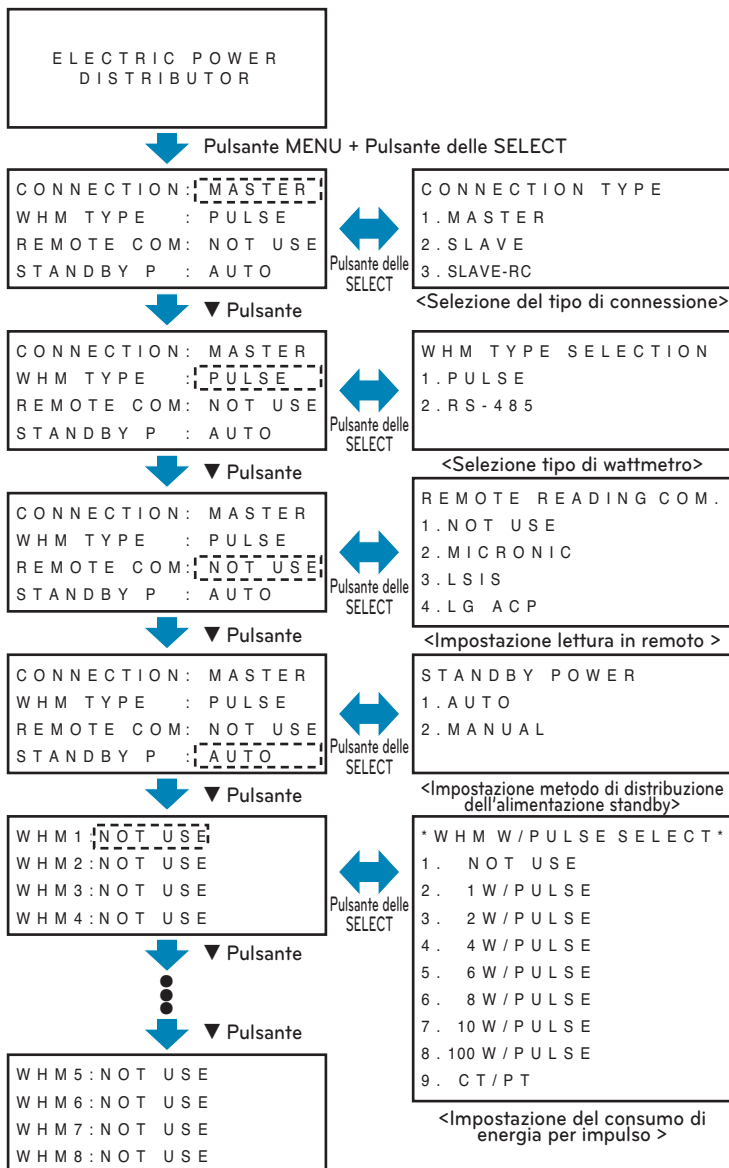 ELECTRIC POWER
DISTRIBUTOR
Pulsante MENU + Pulsante delle SELECT
CONNECTION: MASTER
WHM TYPE : PULSE
REMOTE COM: NOT USE
STANDBY P : AUTO
Pulsante delle
SELECT
CONNECTION TYPE
1.MASTER
2.SLAVE
3.SLAVE-RC
<Selezione del tipo di connessione>
▼ Pulsante
CONNECTION: MASTER
WHM TYPE : PULSE
REMOTE COM: NOT USE
STANDBY P : AUTO
Pulsante delle
SELECT
WHM TYPE SELECTION
1.PULSE
2.RS-485
<Selezione tipo di wattmetro>
▼ Pulsante
CONNECTION: MASTER
WHM TYPE : PULSE
REMOTE COM: NOT USE
STANDBY P : AUTO
Pulsante delle
SELECT
REMOTE READING COM.
1.NOT USE
2.MICRONIC
3.LSIS
4.LG ACP
<Impostazione lettura in remoto >
▼ Pulsante
CONNECTION: MASTER
WHM TYPE : PULSE
REMOTE COM: NOT USE
STANDBY P : AUTO
Pulsante delle
SELECT
STANDBY POWER
1.AUTO
2.MANUAL
<Impostazione metodo di distribuzione
dell'alimentazione standby>
▼ Pulsante
WHM1:NOT USE
WHM2:NOT USE
WHM3:NOT USE
WHM4:NOT USE
Pulsante delle
SELECT
*WHM W/PULSE SELECT*
1. NOT USE
2. 1 W/PULSE
3. 2 W/PULSE
4. 4 W/PULSE
5. 6 W/PULSE
6. 8 W/PULSE
7. 10 W/PULSE
8. 100 W/PULSE
9. CT/PT
<Impostazione del consumo di
energia per impulso >
▼ Pulsante
▼ Pulsante
WHM5:NOT USE
WHM6:NOT USE
WHM7:NOT USE
WHM8:NOT USE